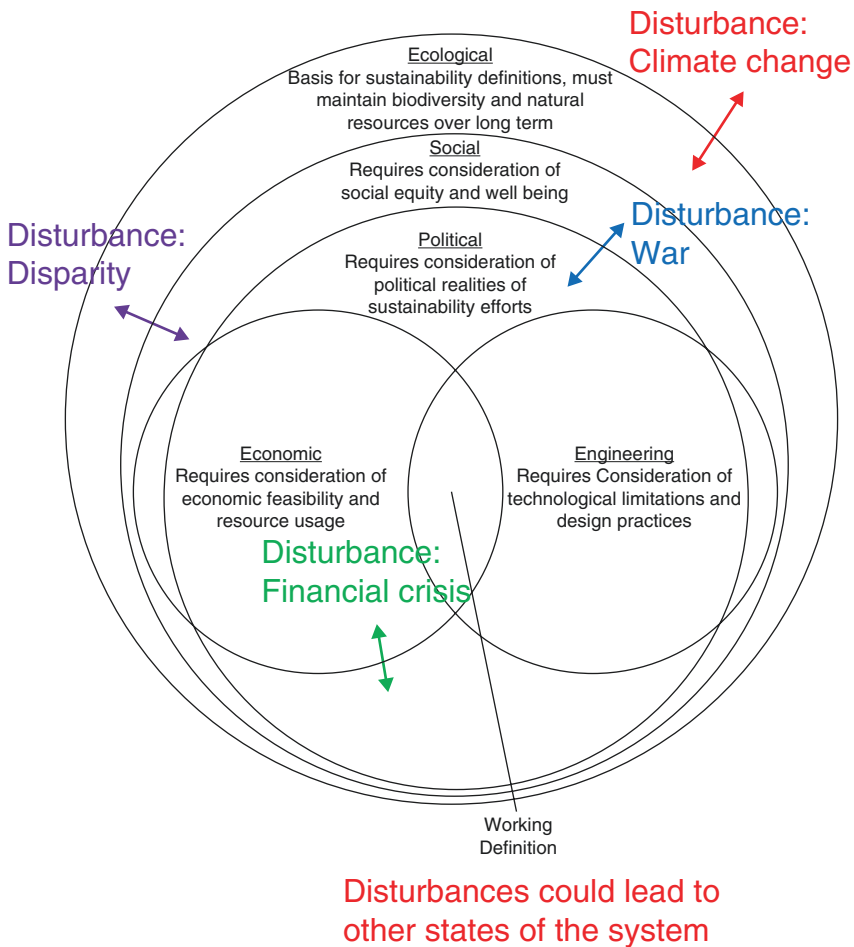 Disturbance:
Climate change
Ecological
Basis for sustainability definitions, must
maintain biodiversity and natural
resources over long term
Social
Requires consideration of
social equity and well being
Disturbance:
War
Disturbance:
Disparity
Political
Requires consideration of
political realities of
sustainability efforts
Economic
Requires consideration of
economic feasibility and
resource usage
Engineering
Requires Consideration of
technological limitations and
design practices
Disturbance:
Financial crisis
Working
Definition
Disturbances could lead to
other states of the system